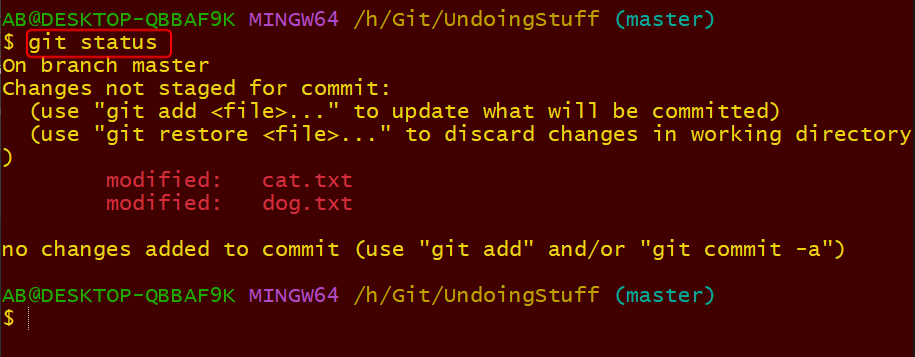 AB@DESKTOP-QBBAF9K MINGW64 /h/Git/UndoingStuff (master)
$ git status
On branch master
Changes not staged for commit:
  (use "git add <file>..." to update what will be committed)
  (use "git restore <file>..." to discard changes in working directory
)
        modified:   cat.txt
        modified:   dog.txt

no changes added to commit (use "git add" and/or "git commit -a")

AB@DESKTOP-QBBAF9K MINGW64 /h/Git/UndoingStuff (master)
$